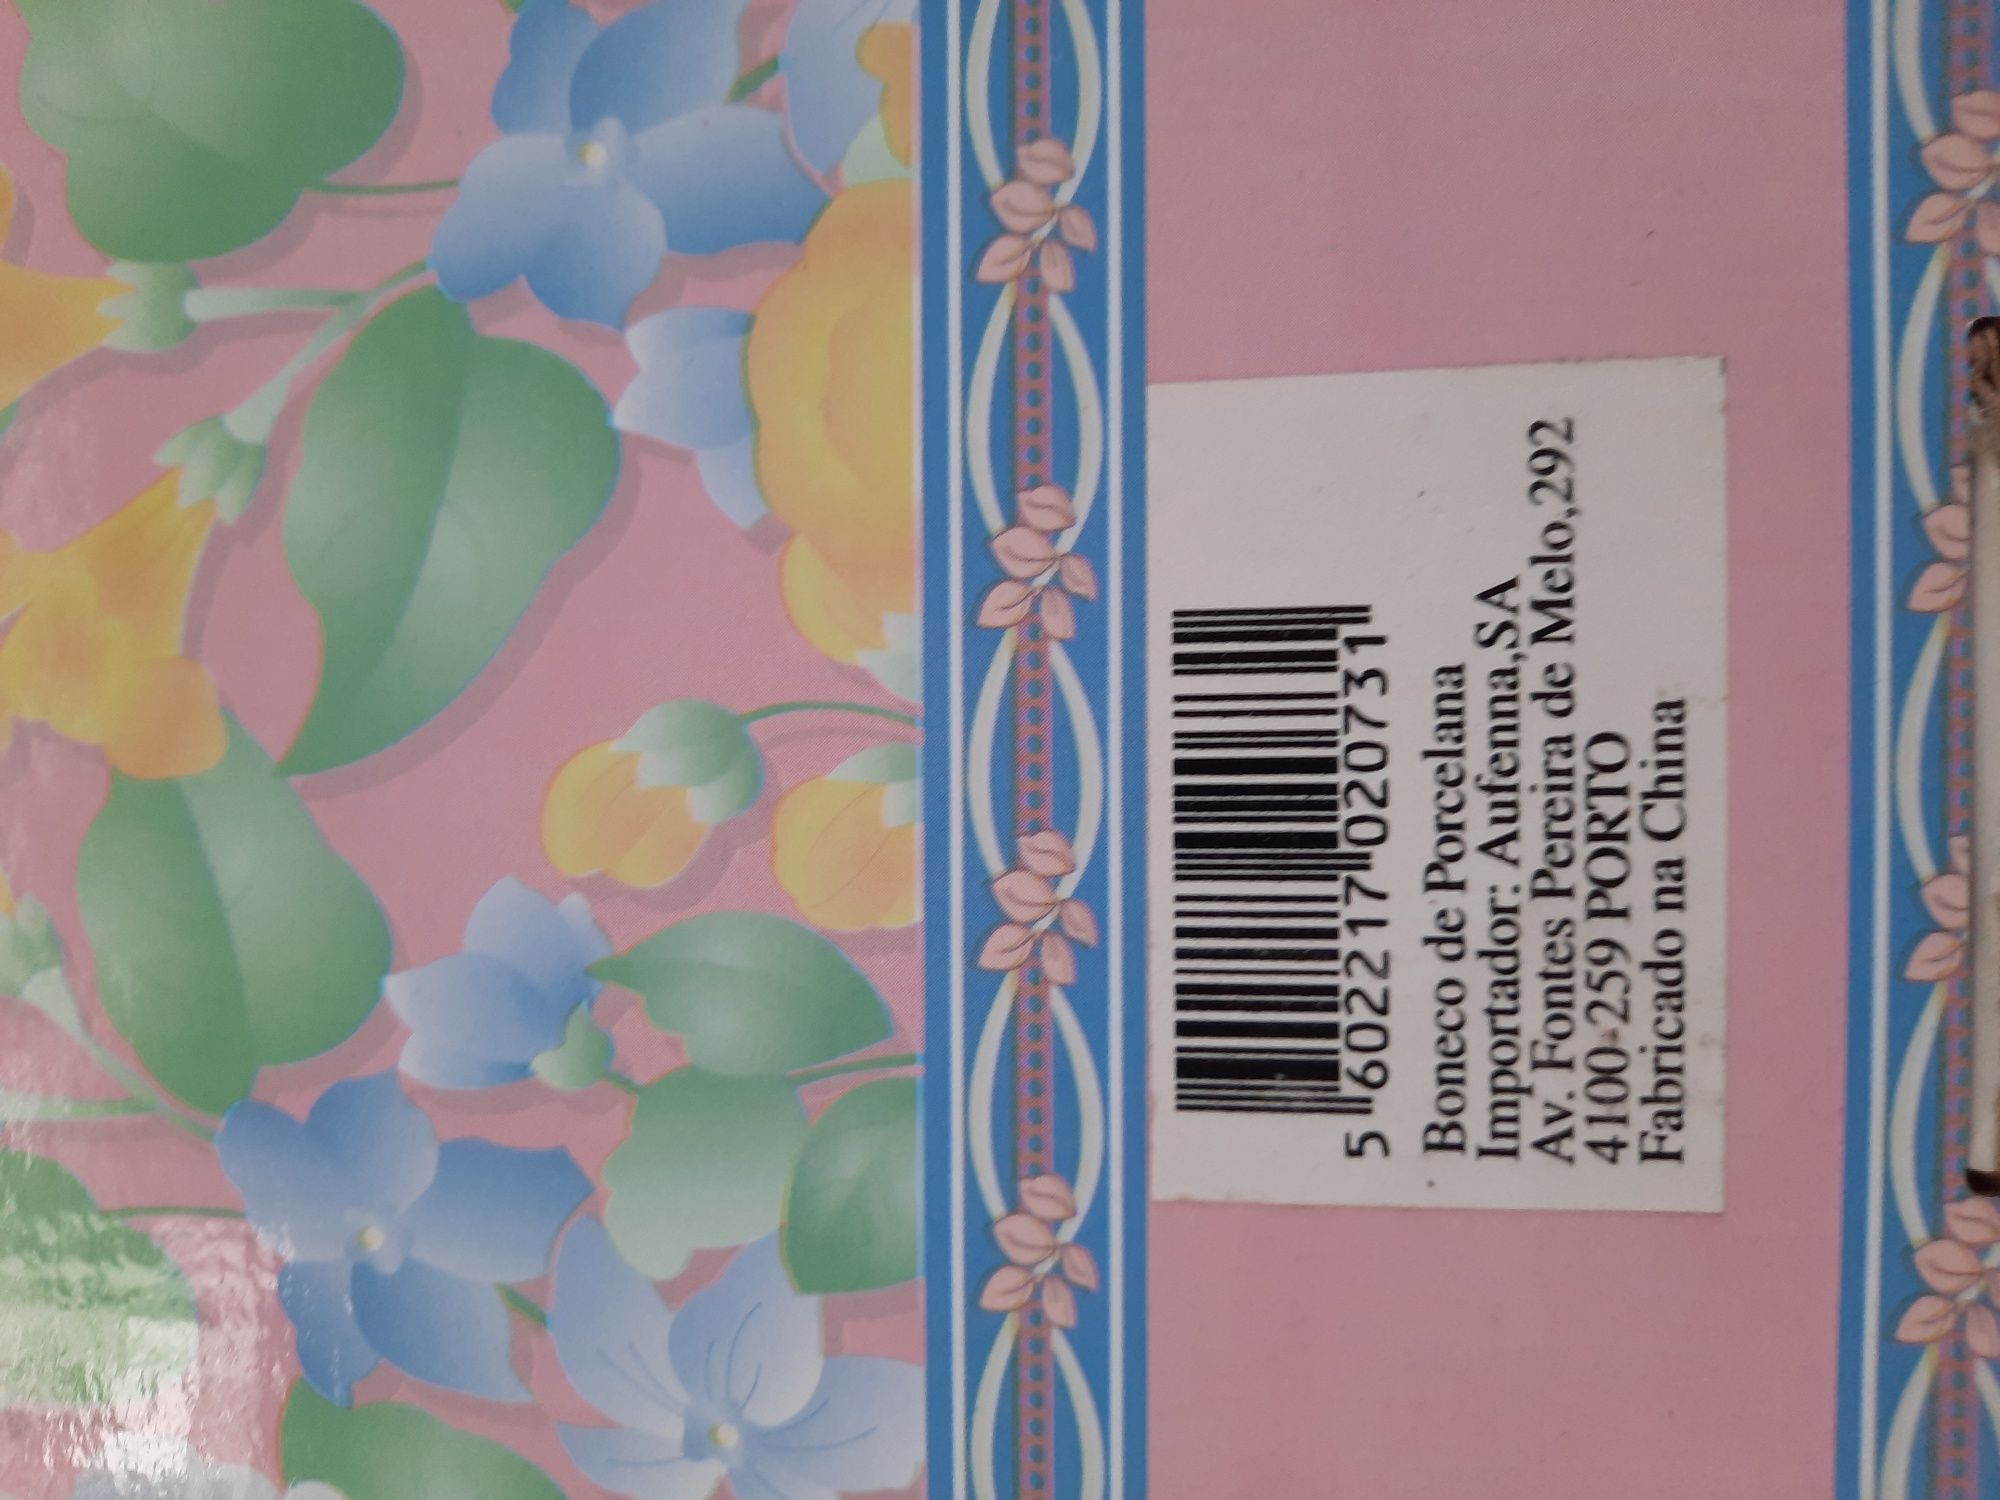 5 602217 020731
Boneco de Porcelana
Importador: Aufenna,SA
Av. Fontes Pereira de Melo,292
4100-259 PORTO
Fabricado na China